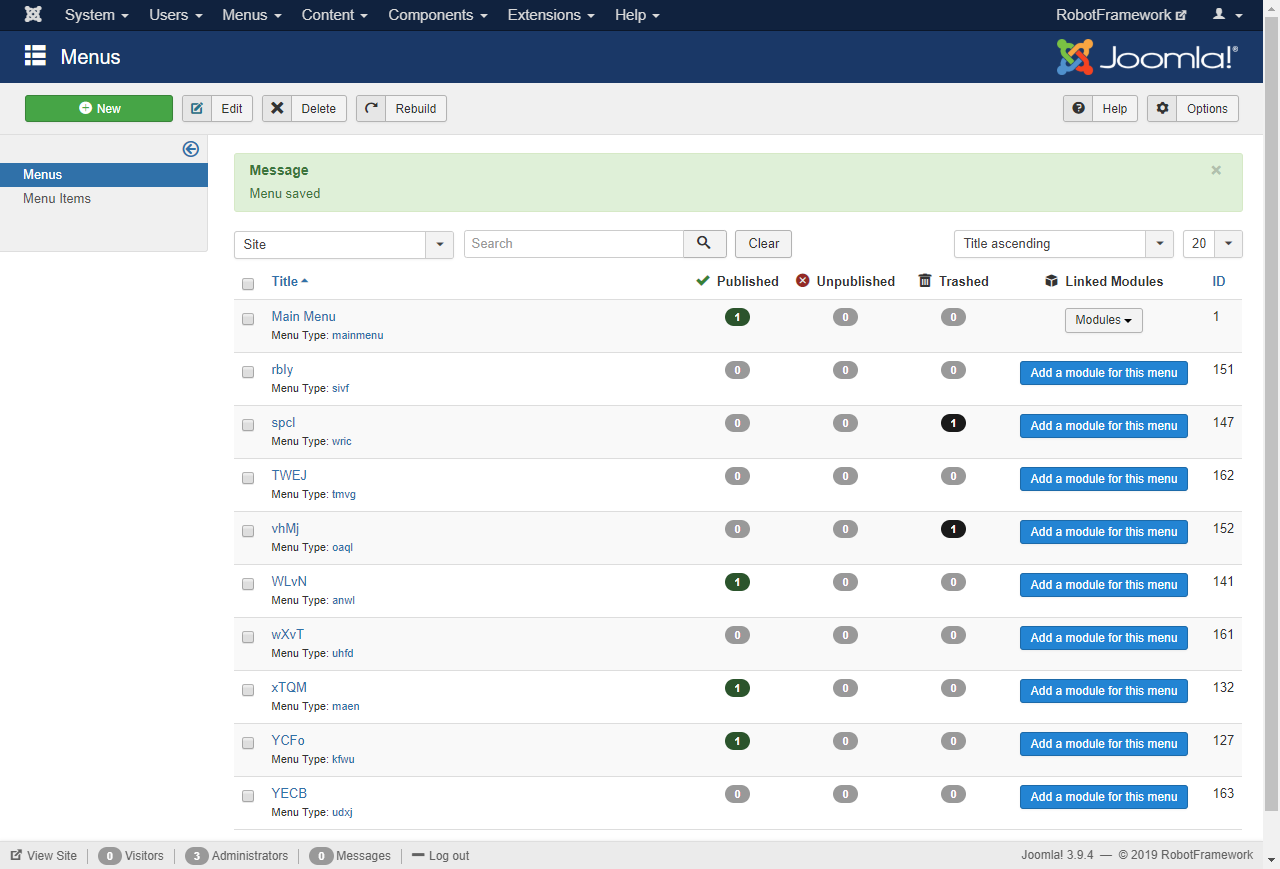 System Users Menus Content Components Extensions Help RobotFramework
Menus Joomla!®
New Edit Delete Rebuild Help Options
Menus
Menu Items
Message ×
Menu saved
Site Search Clear Title ascending 20
Title Published Unpublished Trashed Linked Modules ID
Main Menu 1 0 0 Modules 1
Menu Type: mainmenu
rbly 0 0 0 Add a module for this menu 151
Menu Type: sivf
spcl 0 0 1 Add a module for this menu 147
Menu Type: wric
TWEJ 0 0 0 Add a module for this menu 162
Menu Type: tmvg
vhMj 0 0 1 Add a module for this menu 152
Menu Type: oaql
WLvN 1 0 0 Add a module for this menu 141
Menu Type: anwl
wXvT 0 0 0 Add a module for this menu 161
Menu Type: uhfd
xTQM 1 0 0 Add a module for this menu 132
Menu Type: maen
YCFo 1 0 0 Add a module for this menu 127
Menu Type: kfwu
YECB 0 0 0 Add a module for this menu 163
Menu Type: udxj
View Site 0 Visitors 3 Administrators 0 Messages Log out Joomla! 3.9.4 — © 2019 RobotFramework